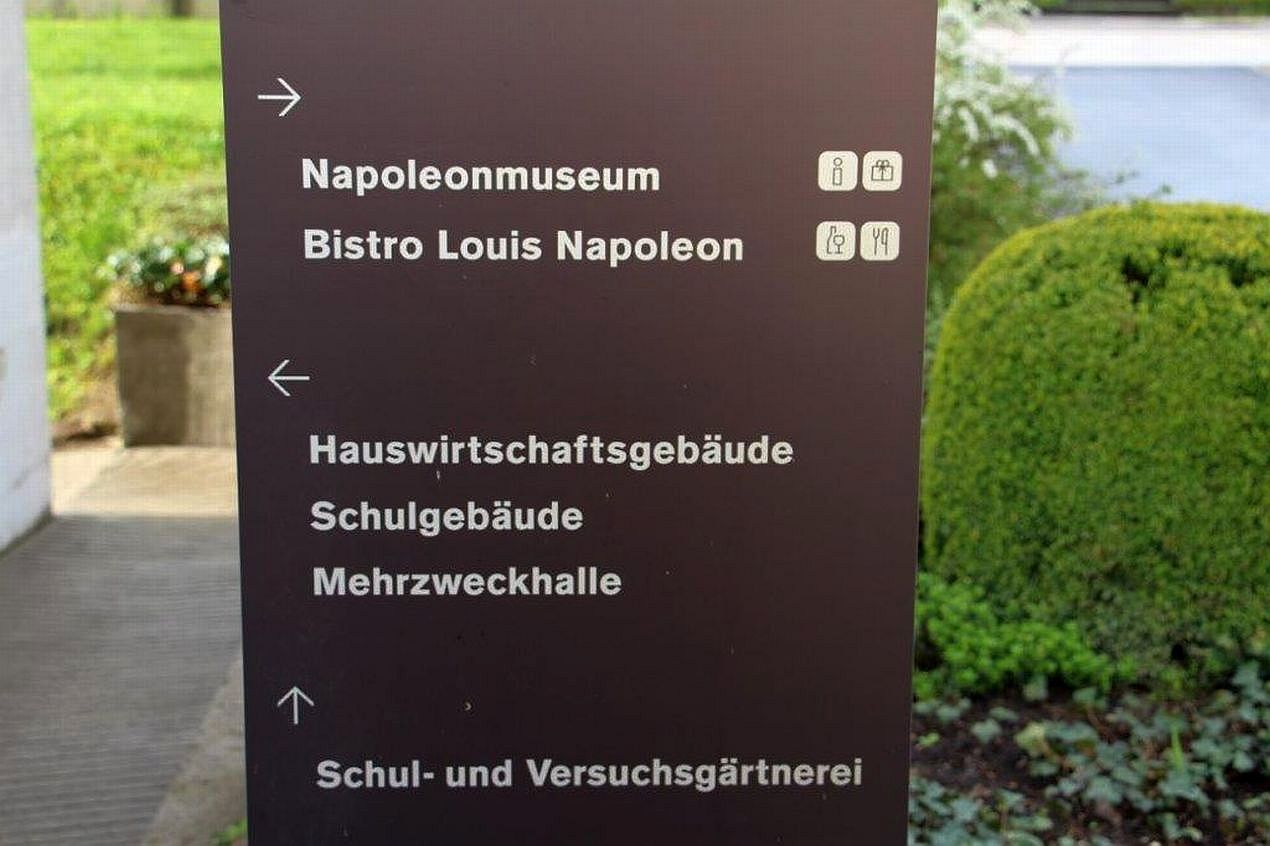 Napoleonmuseum
Bistro Louis Napoleon
Hauswirtschaftsgebäude
Schulgebäude
Mehrzweckhalle
Schul- und Versuchsgärtnerei